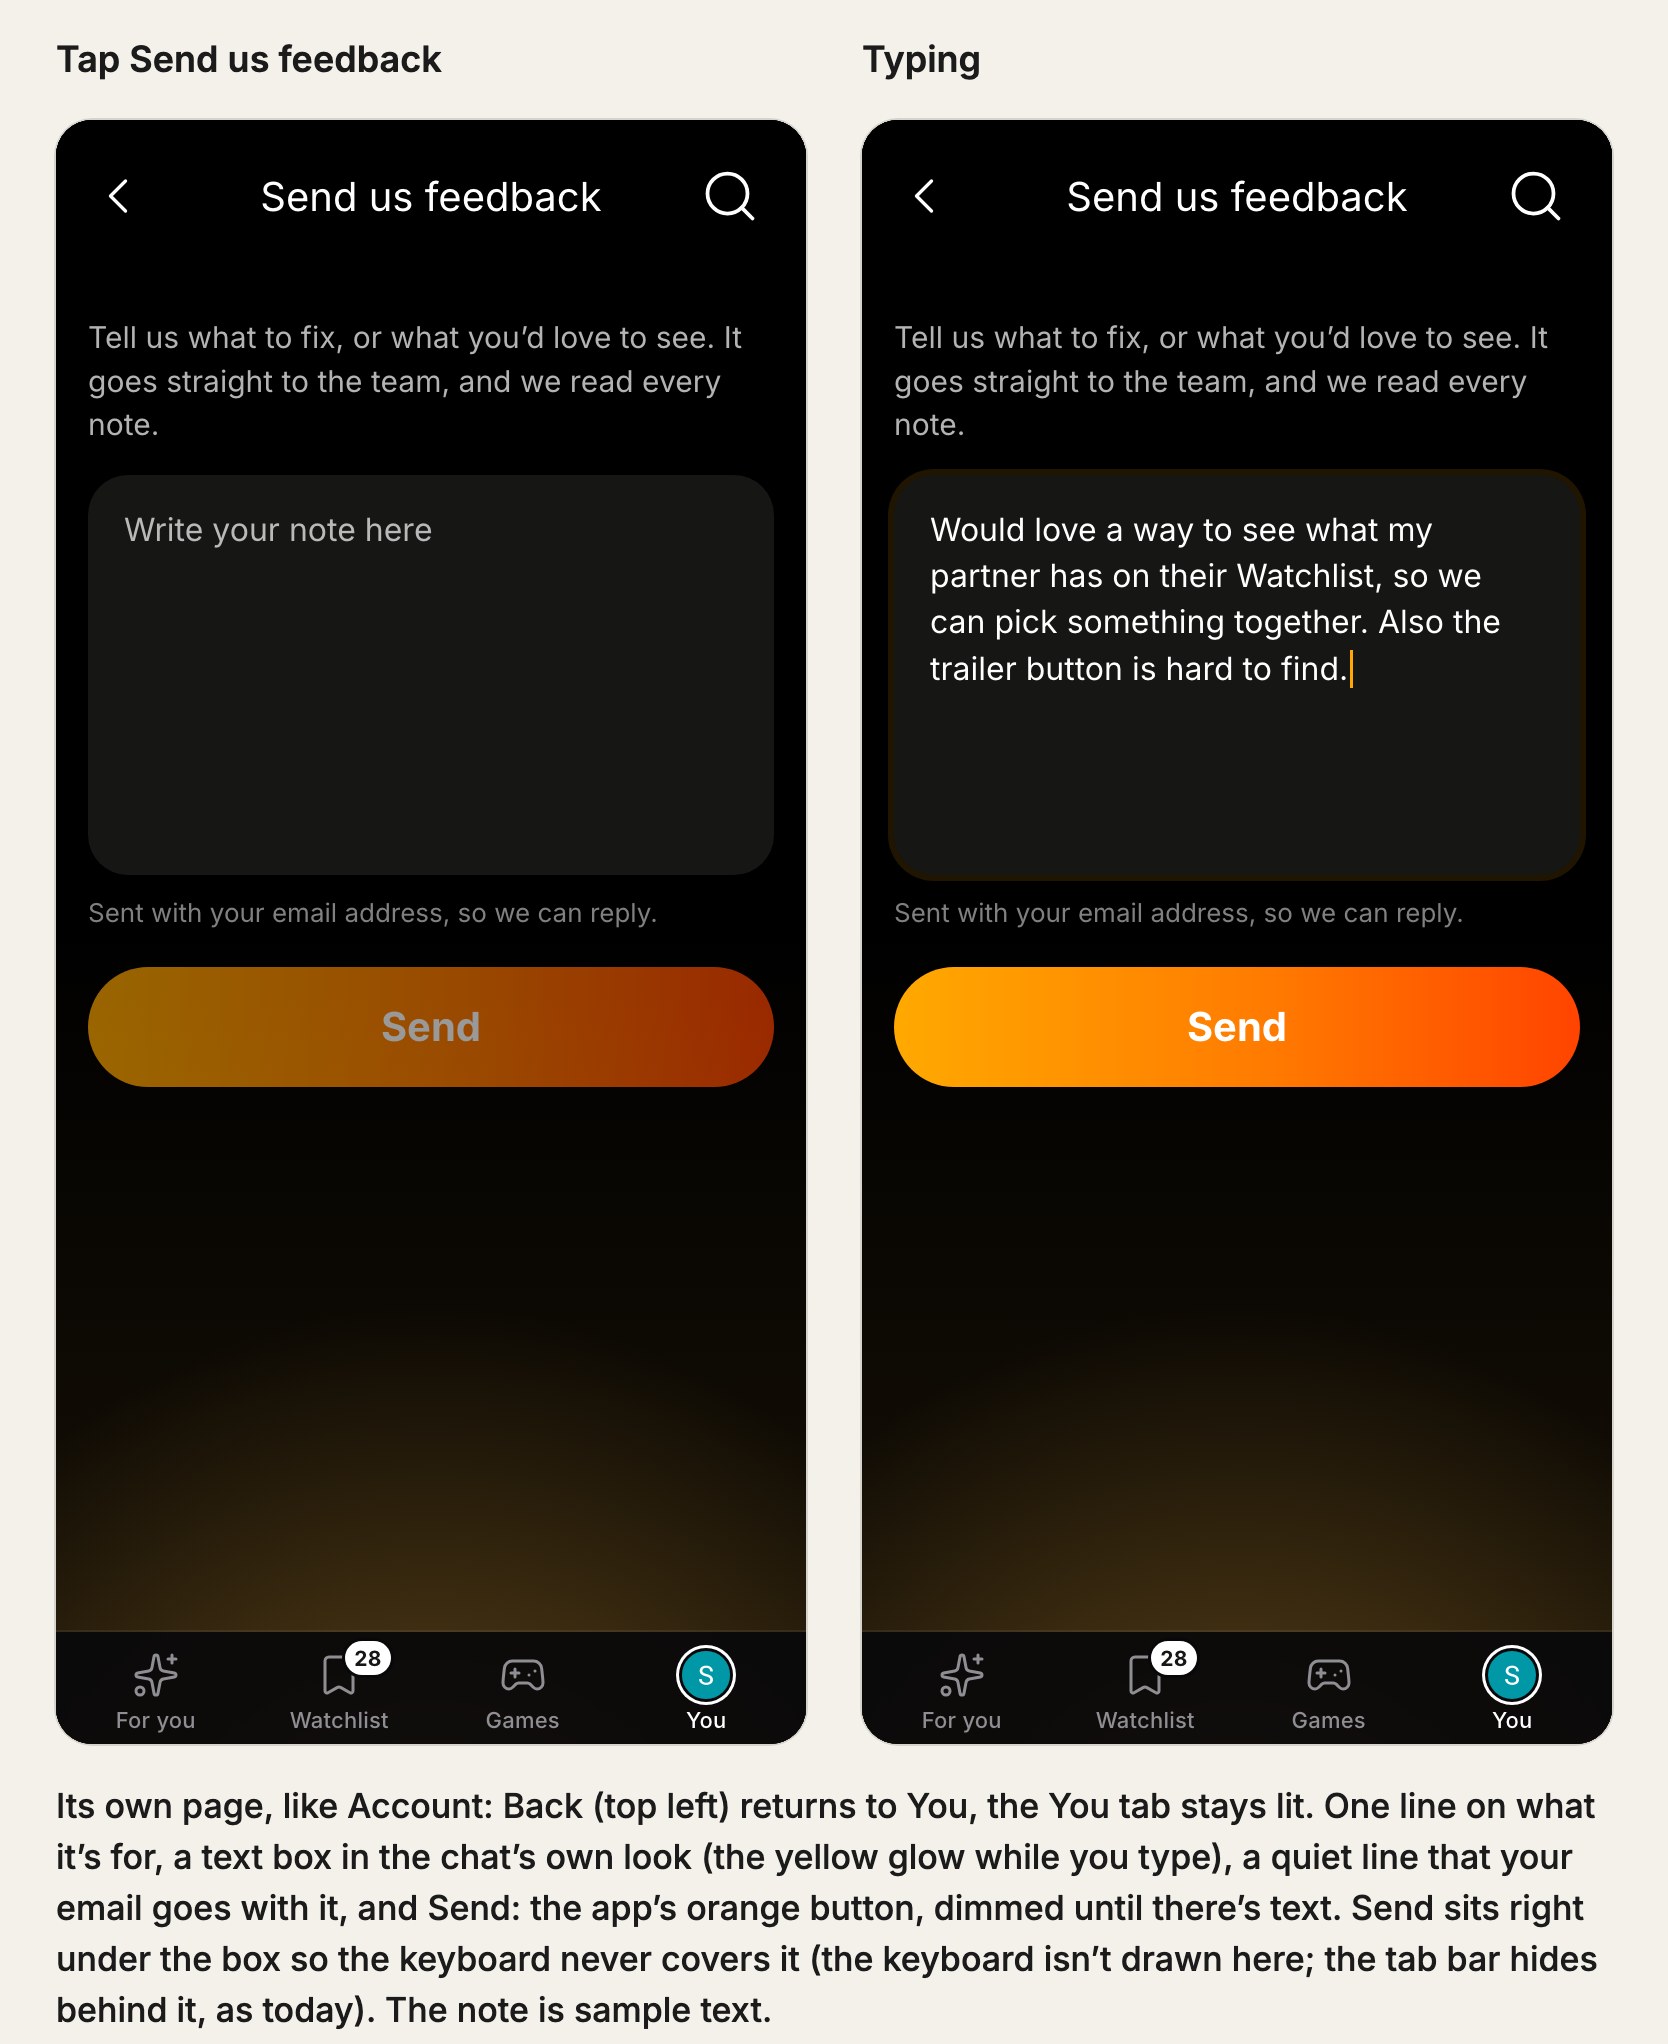 Tap Send us feedback
Send us feedback
Tell us what to fix, or what you’d love to see. It
goes straight to the team, and we read every
note.
Write your note here
Sent with your email address, so we can reply.
Send
For you
28
Watchlist
Games
S
You
Typing
Send us feedback
Tell us what to fix, or what you’d love to see. It
goes straight to the team, and we read every
note.
Would love a way to see what my
partner has on their Watchlist, so we
can pick something together. Also the
trailer button is hard to find.
Sent with your email address, so we can reply.
Send
For you
28
Watchlist
Games
S
You
Its own page, like Account: Back (top left) returns to You, the You tab stays lit. One line on what
it’s for, a text box in the chat’s own look (the yellow glow while you type), a quiet line that your
email goes with it, and Send: the app’s orange button, dimmed until there’s text. Send sits right
under the box so the keyboard never covers it (the keyboard isn’t drawn here; the tab bar hides
behind it, as today). The note is sample text.